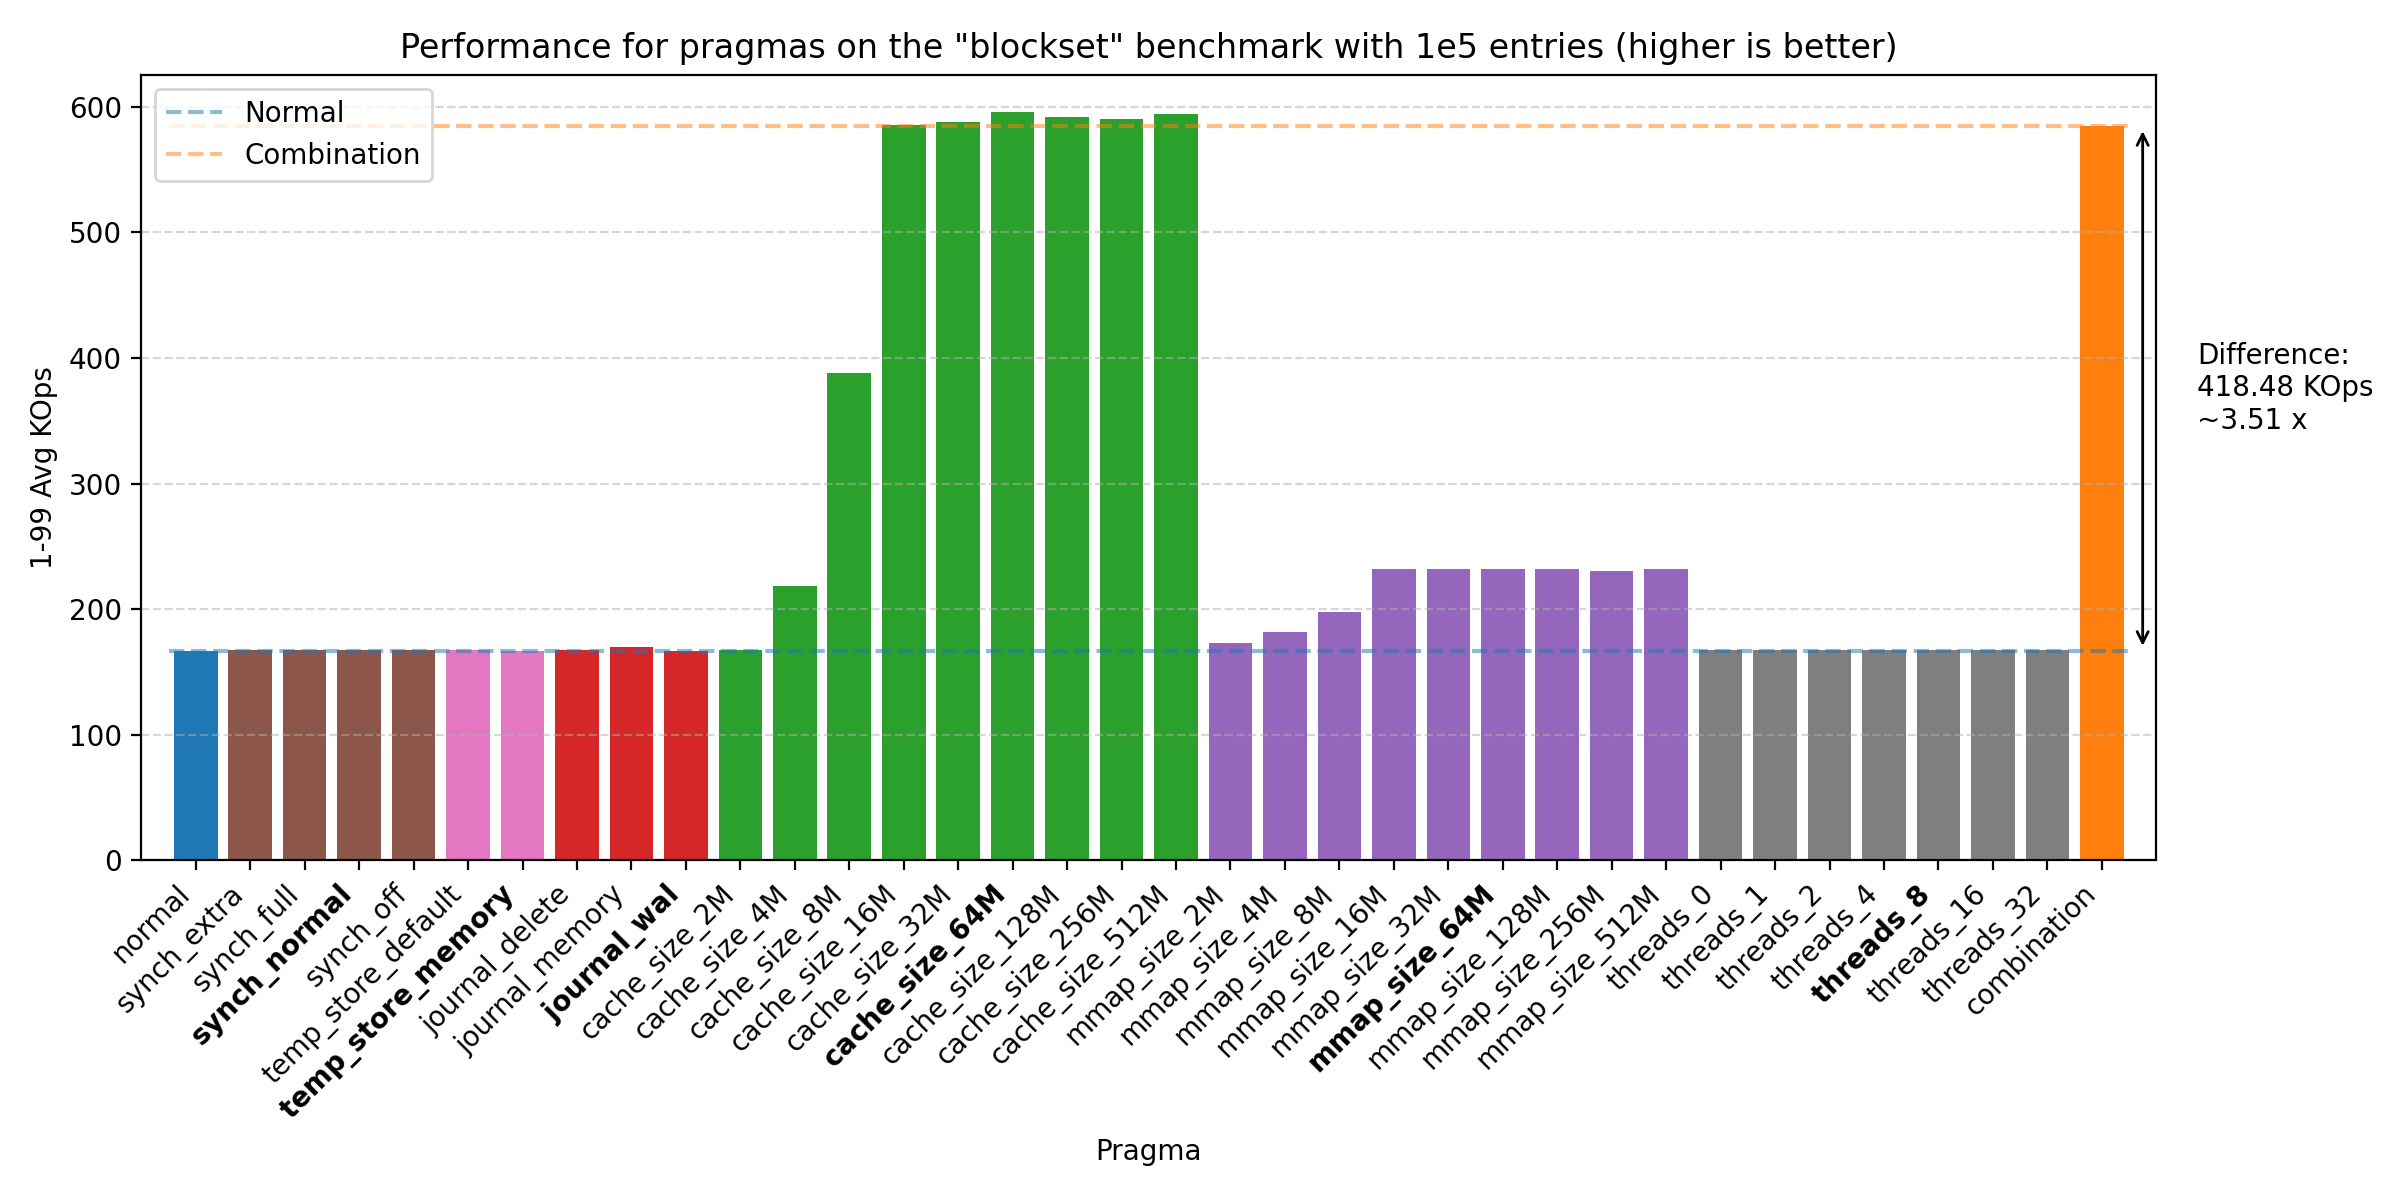 Performance for pragmas on the "blockset" benchmark with 1e5 entries (higher is better)
Normal
Combination
1-99 Avg KOps
600
500
400
300
200
100
0
Difference:
418.48 KOps
~3.51 x
normal
synch_extra
synch_full
synch_normal
synch_off
temp_store_default
temp_store_memory
journal_delete
journal_memory
journal_wal
cache_size_2M
cache_size_4M
cache_size_8M
cache_size_16M
cache_size_32M
cache_size_64M
cache_size_128M
cache_size_256M
cache_size_512M
mmap_size_2M
mmap_size_4M
mmap_size_8M
mmap_size_16M
mmap_size_32M
mmap_size_64M
mmap_size_128M
mmap_size_256M
mmap_size_512M
threads_0
threads_1
threads_2
threads_4
threads_8
threads_16
threads_32
combination
Pragma